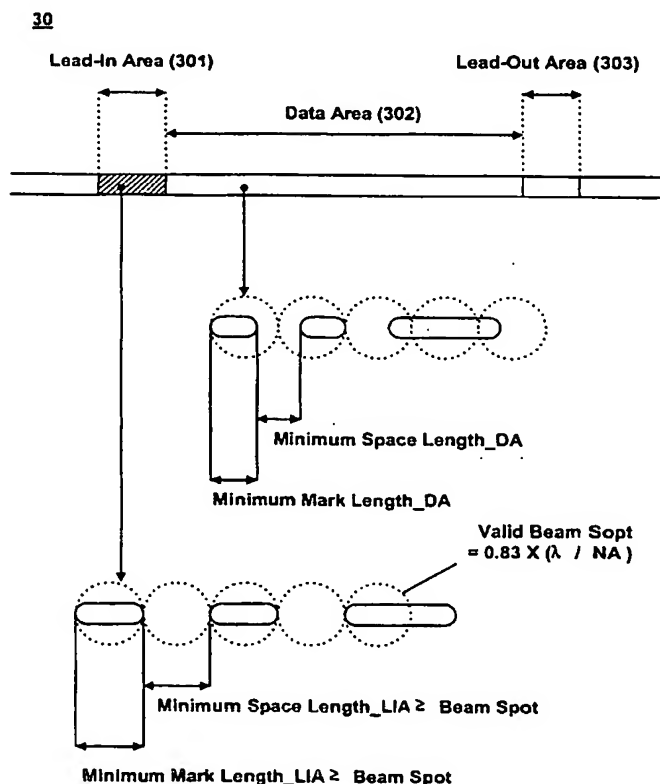 30
Lead-In Area (301)
Lead-Out Area (303)
Data Area (302)
Minimum Space Length_DA
Minimum Mark Length_DA
Valid Beam Sopt
= 0.83 X (λ / NA)
Minimum Space Length_LIA ≥ Beam Spot
Minimum Mark Length_LIA ≥ Beam Spot